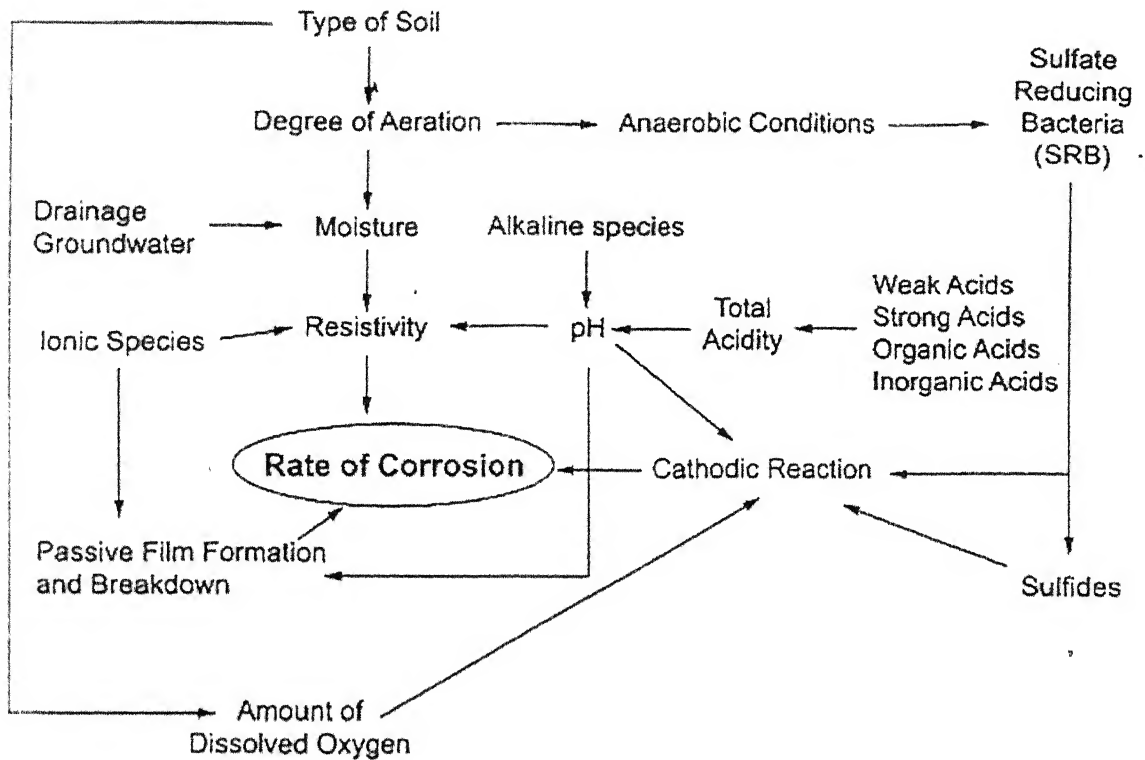 Type of Soil
Sulfate
Reducing
Bacteria
(SRB)
Degree of Aeration
Anaerobic Conditions
Drainage
Groundwater
Moisture
Alkaline species
Weak Acids
Strong Acids
Organic Acids
Inorganic Acids
Ionic Species
Resistivity
pH
Total
Acidity
Rate of Corrosion
Cathodic Reaction
Passive Film Formation
and Breakdown
Sulfides
Amount of
Dissolved Oxygen